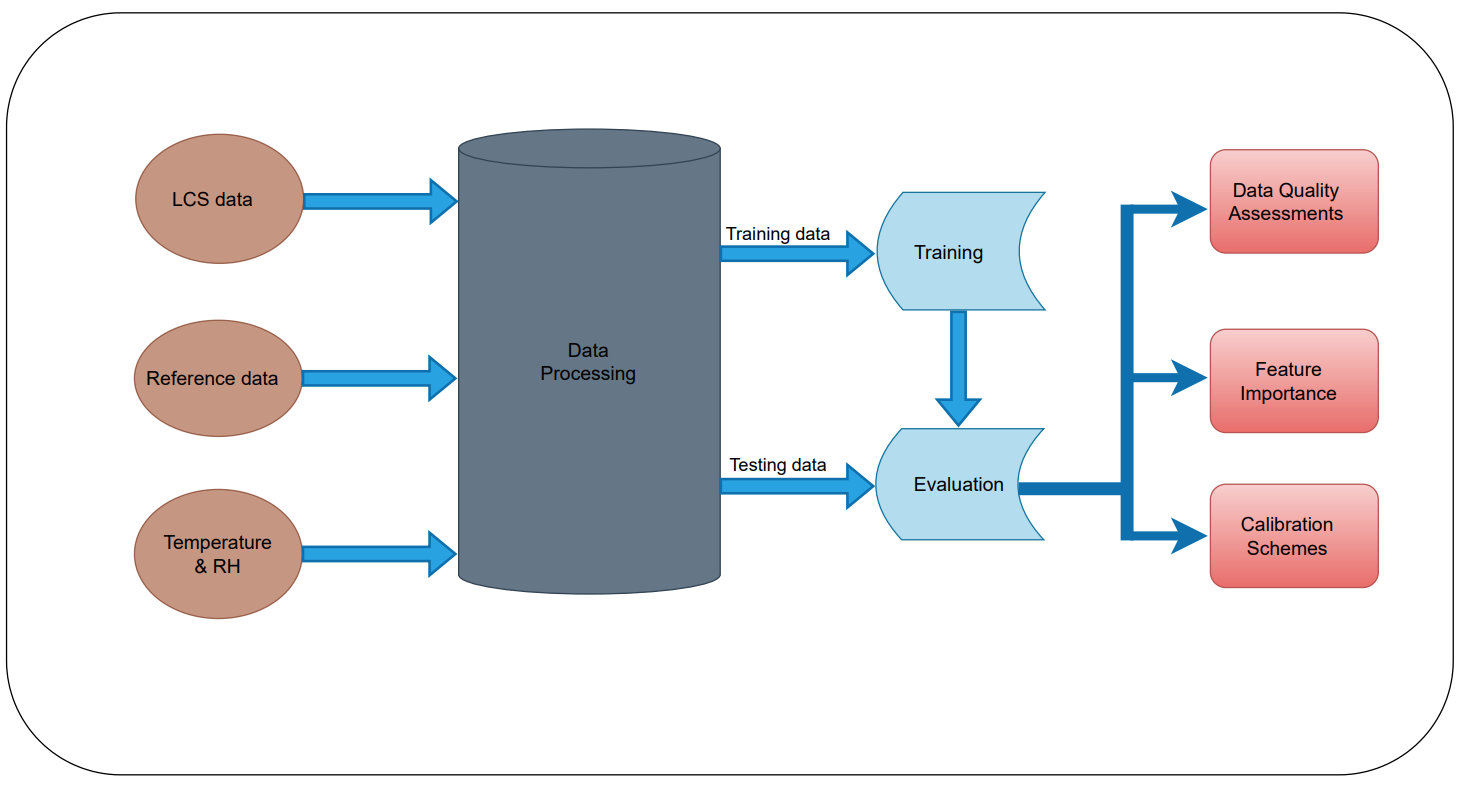 LCS data
Reference data
Temperature
& RH
Data
Processing
Training data
Testing data
Training
Evaluation
Data Quality
Assessments
Feature
Importance
Calibration
Schemes